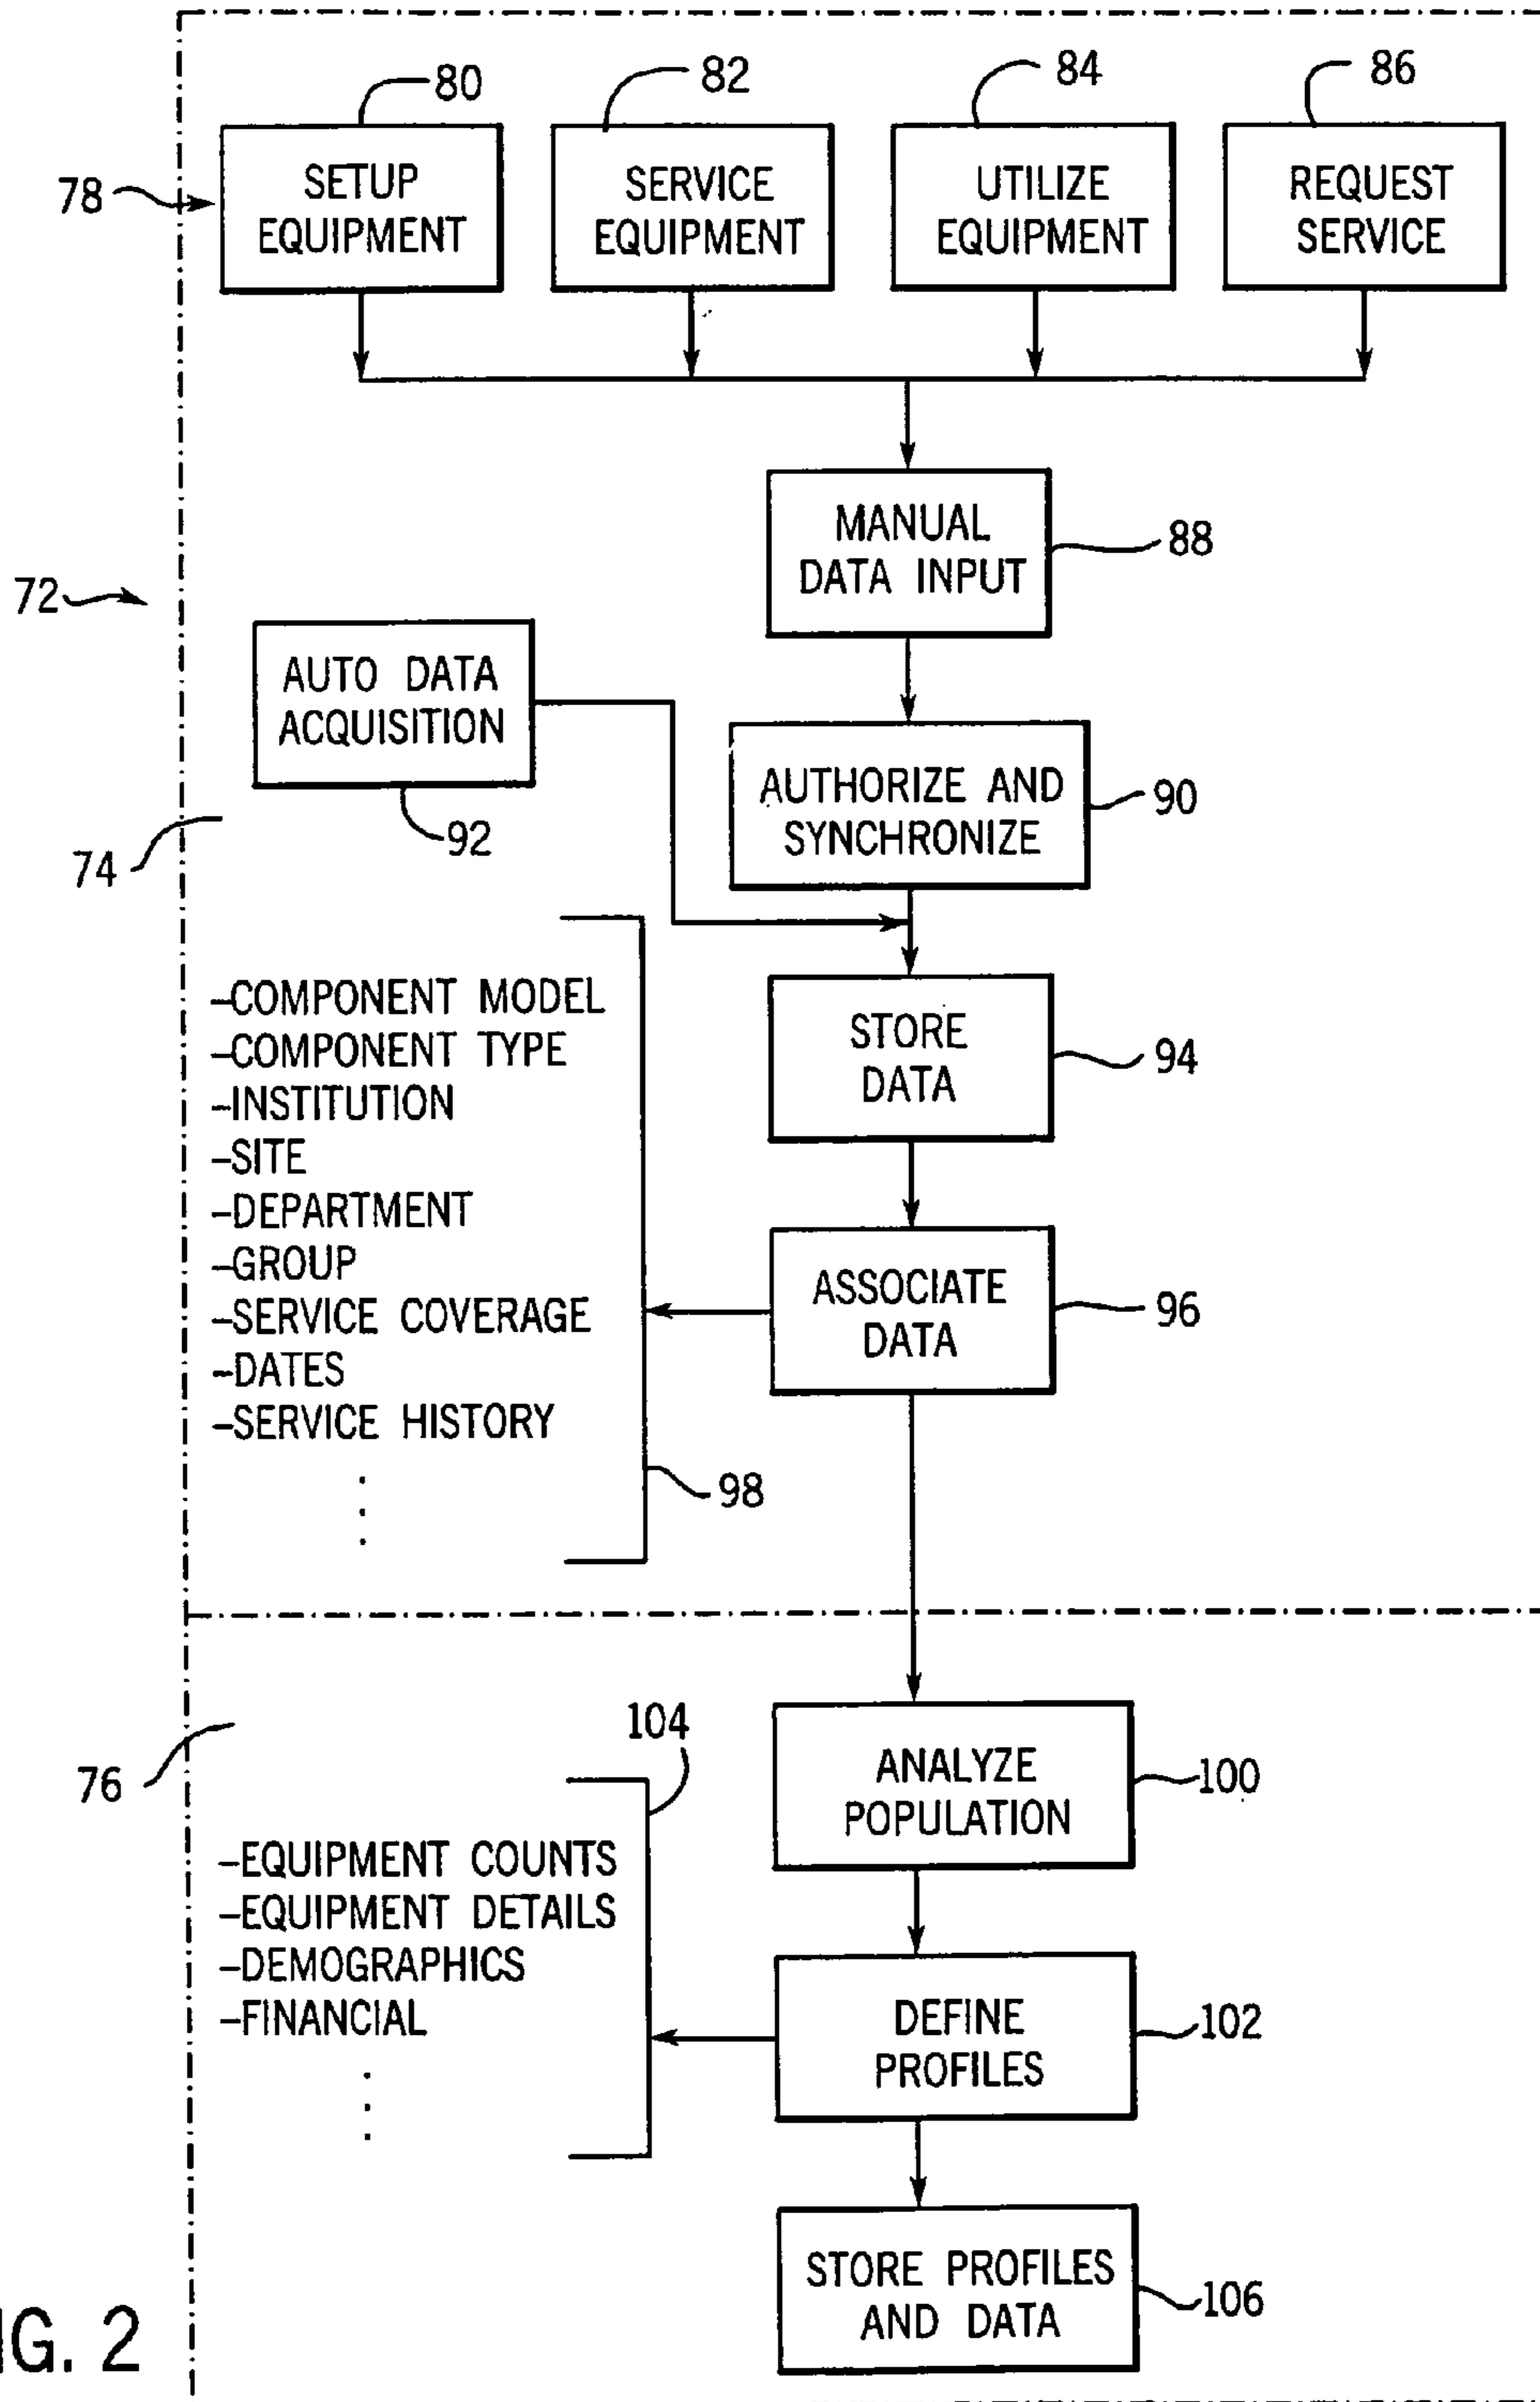 80
82
84
86
78
SETUP
EQUIPMENT
SERVICE
EQUIPMENT
UTILIZE
EQUIPMENT
REQUEST
SERVICE
MANUAL
DATA INPUT
88
72
AUTO DATA
ACQUISITION
92
AUTHORIZE AND
SYNCHRONIZE
90
74
-COMPONENT MODEL
-COMPONENT TYPE
-INSTITUTION
-SITE
-DEPARTMENT
-GROUP
-SERVICE COVERAGE
-DATES
-SERVICE HISTORY
.
.
.
98
STORE
DATA
94
ASSOCIATE
DATA
96
76
104
ANALYZE
POPULATION
100
-EQUIPMENT COUNTS
-EQUIPMENT DETAILS
-DEMOGRAPHICS
-FINANCIAL
.
.
.
DEFINE
PROFILES
102
STORE PROFILES
AND DATA
106
IG. 2